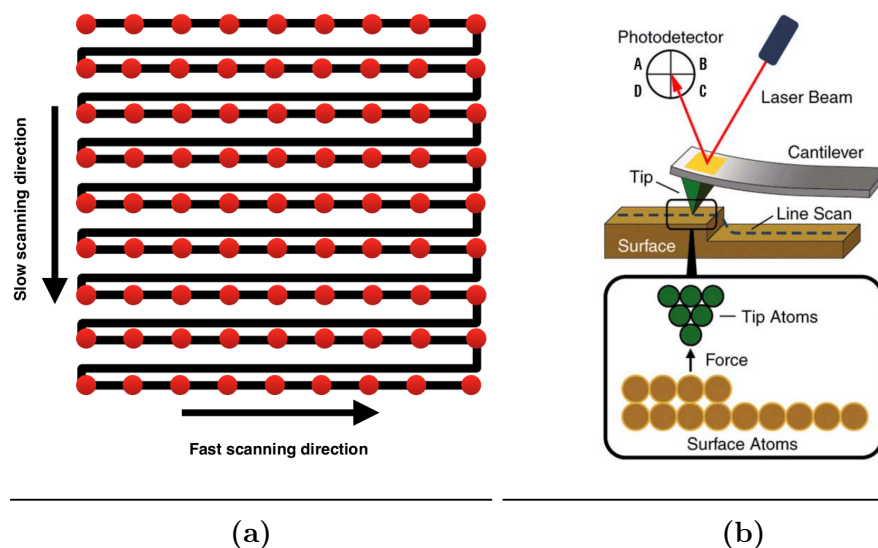 Slow scanning direction
Fast scanning direction
(a)
Photodetector
A B
D C
Laser Beam
Cantilever
Tip
Line Scan
Surface
Tip Atoms
Force
Surface Atoms
(b)